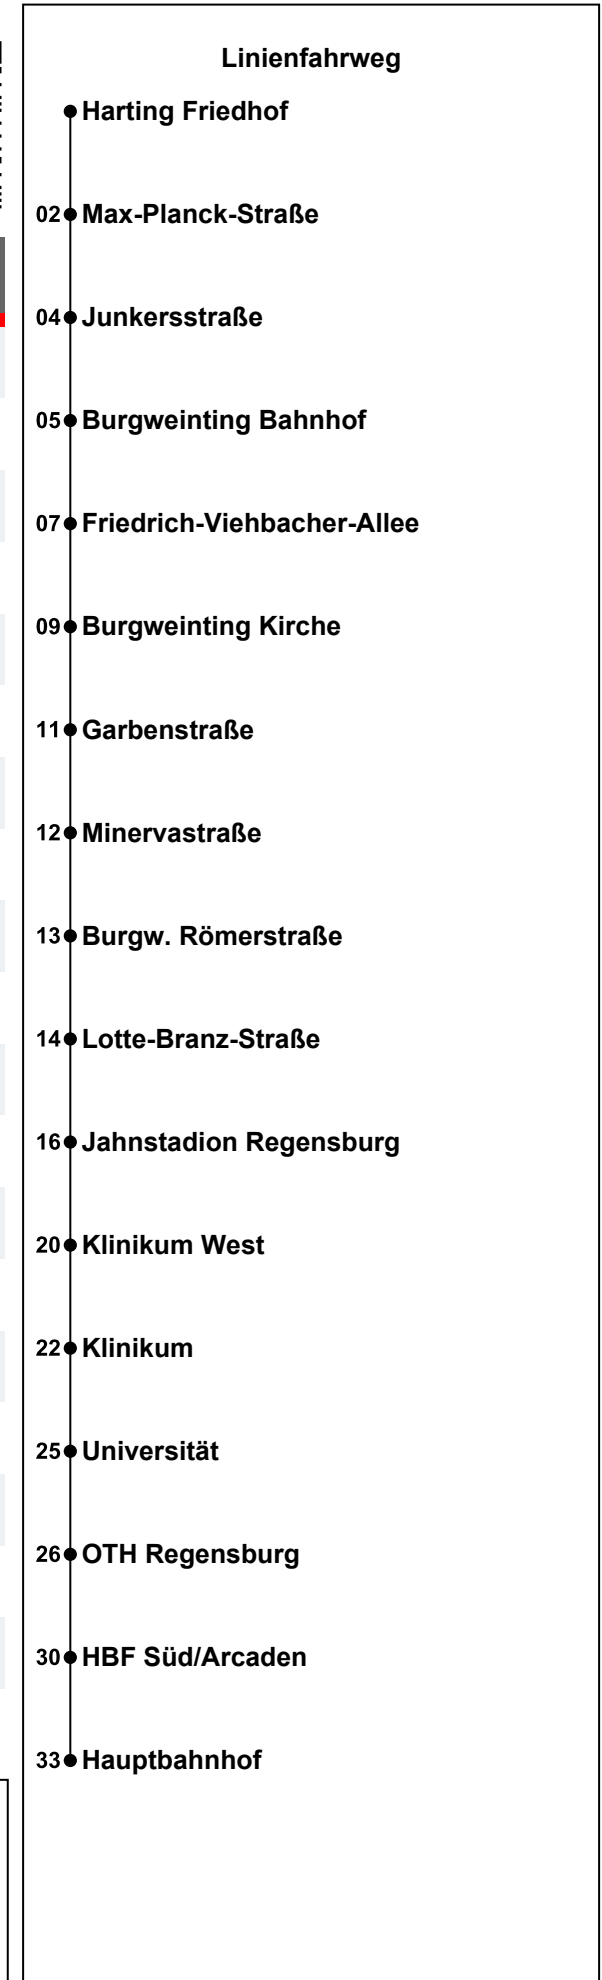 Linienfahrweg
Harting Friedhof
02 Max-Planck-Straße
04 Junkersstraße
05 Burgweinting Bahnhof
07 Friedrich-Viehbacher-Allee
09 Burgweinting Kirche
11 Garbenstraße
12 Minervastraße
13 Burgw. Römerstraße
14 Lotte-Branz-Straße
16 Jahnstadion Regensburg
20 Klinikum West
22 Klinikum
25 Universität
26 OTH Regensburg
30 HBF Süd/Arcaden
33 Hauptbahnhof